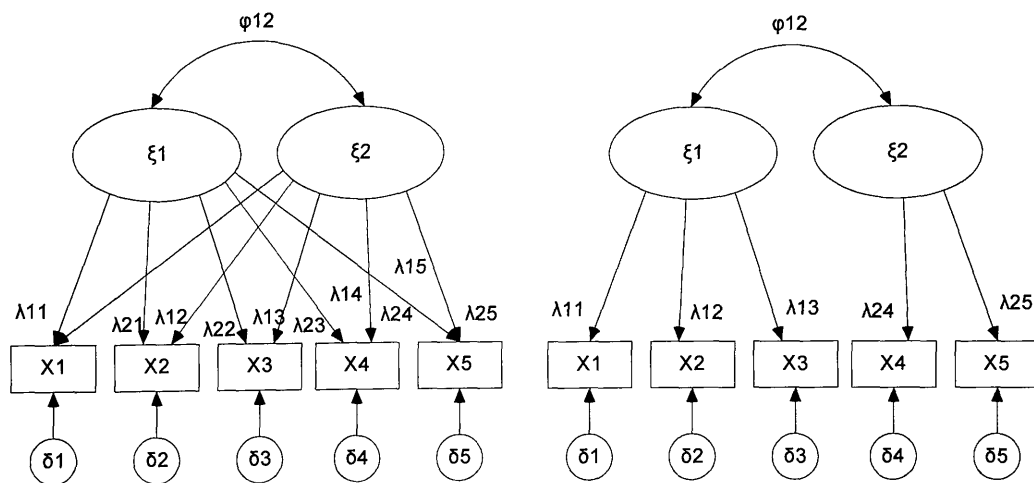 φ12
ξ1 ξ2
λ11 λ21 λ12 λ22 λ13 λ23 λ14 λ24 λ15 λ25
X1 X2 X3 X4 X5
δ1 δ2 δ3 δ4 δ5
φ12
ξ1 ξ2
λ11 λ12 λ13 λ24 λ25
X1 X2 X3 X4 X5
δ1 δ2 δ3 δ4 δ5